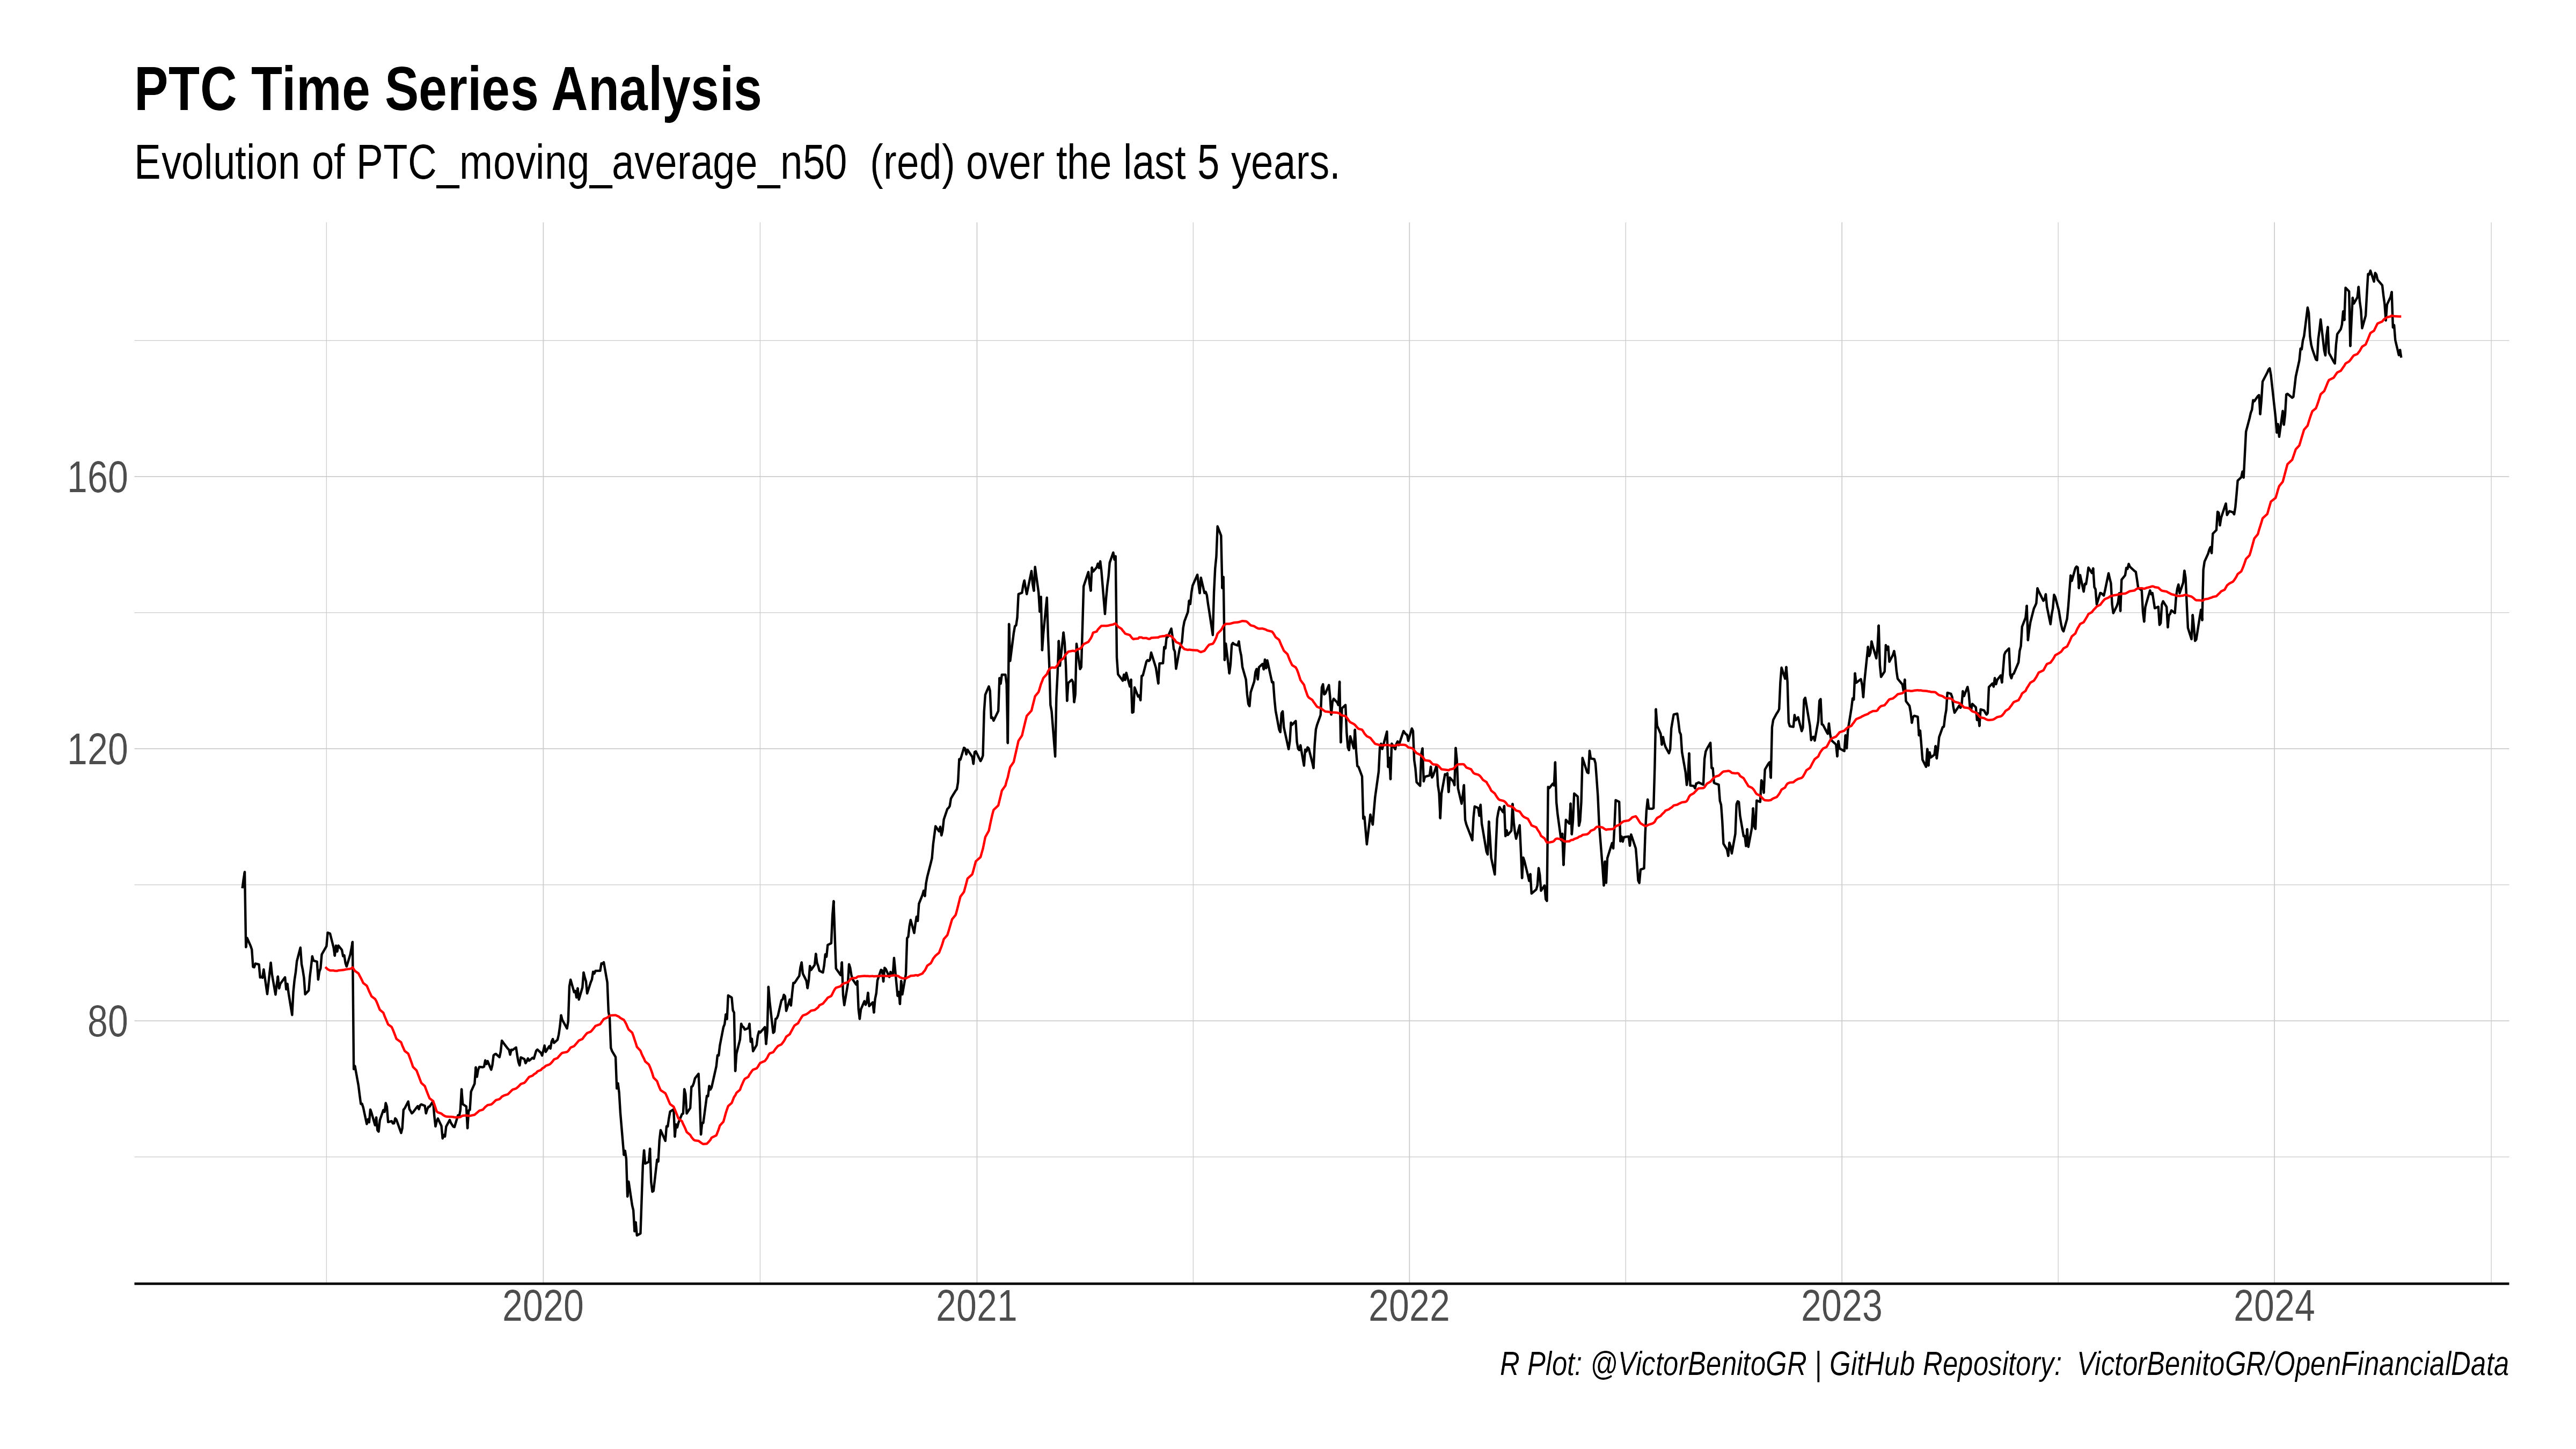 PTC Time Series Analysis
Evolution of PTC_moving_average_n50  (red) over the last 5 years.
160
120
80
2020 2021 2022 2023 2024
R Plot: @VictorBenitoGR | GitHub Repository:  VictorBenitoGR/OpenFinancialData